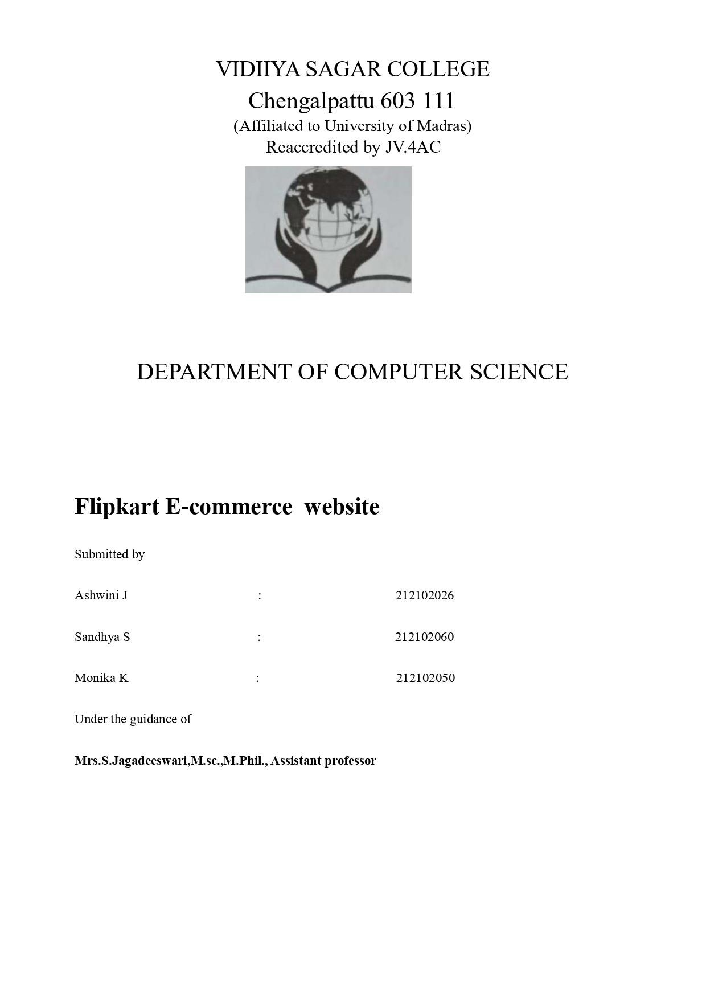 VIDIIYA SAGAR COLLEGE
Chengalpattu 603 111
(Affiliated to University of Madras)
Reaccredited by JV.4AC
DEPARTMENT OF COMPUTER SCIENCE
Flipkart E-commerce website
Submitted by
Ashwini J : 212102026
Sandhya S : 212102060
Monika K : 212102050
Under the guidance of
Mrs.S.Jagadeeswari,M.sc.,M.Phil., Assistant professor